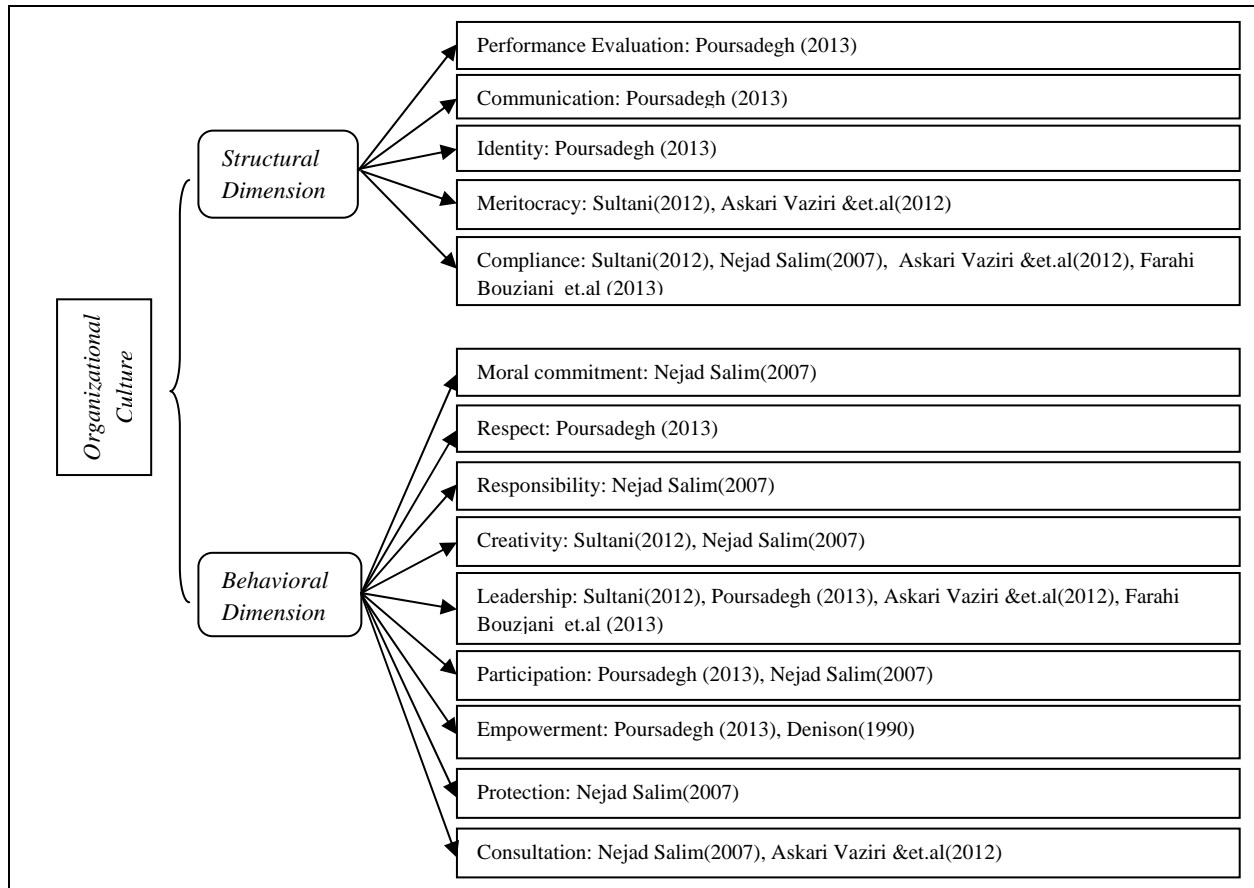 Organizational
Culture
Structural
Dimension
Performance Evaluation: Poursadegh (2013)
Communication: Poursadegh (2013)
Identity: Poursadegh (2013)
Meritocracy: Sultani(2012), Askari Vaziri &et.al(2012)
Compliance: Sultani(2012), Nejad Salim(2007),  Askari Vaziri &et.al(2012), Farahi
Bouzjani  et.al (2013)
Behavioral
Dimension
Moral commitment: Nejad Salim(2007)
Respect: Poursadegh (2013)
Responsibility: Nejad Salim(2007)
Creativity: Sultani(2012), Nejad Salim(2007)
Leadership: Sultani(2012), Poursadegh (2013), Askari Vaziri &et.al(2012), Farahi
Bouzjani  et.al (2013)
Participation: Poursadegh (2013), Nejad Salim(2007)
Empowerment: Poursadegh (2013), Denison(1990)
Protection: Nejad Salim(2007)
Consultation: Nejad Salim(2007), Askari Vaziri &et.al(2012)